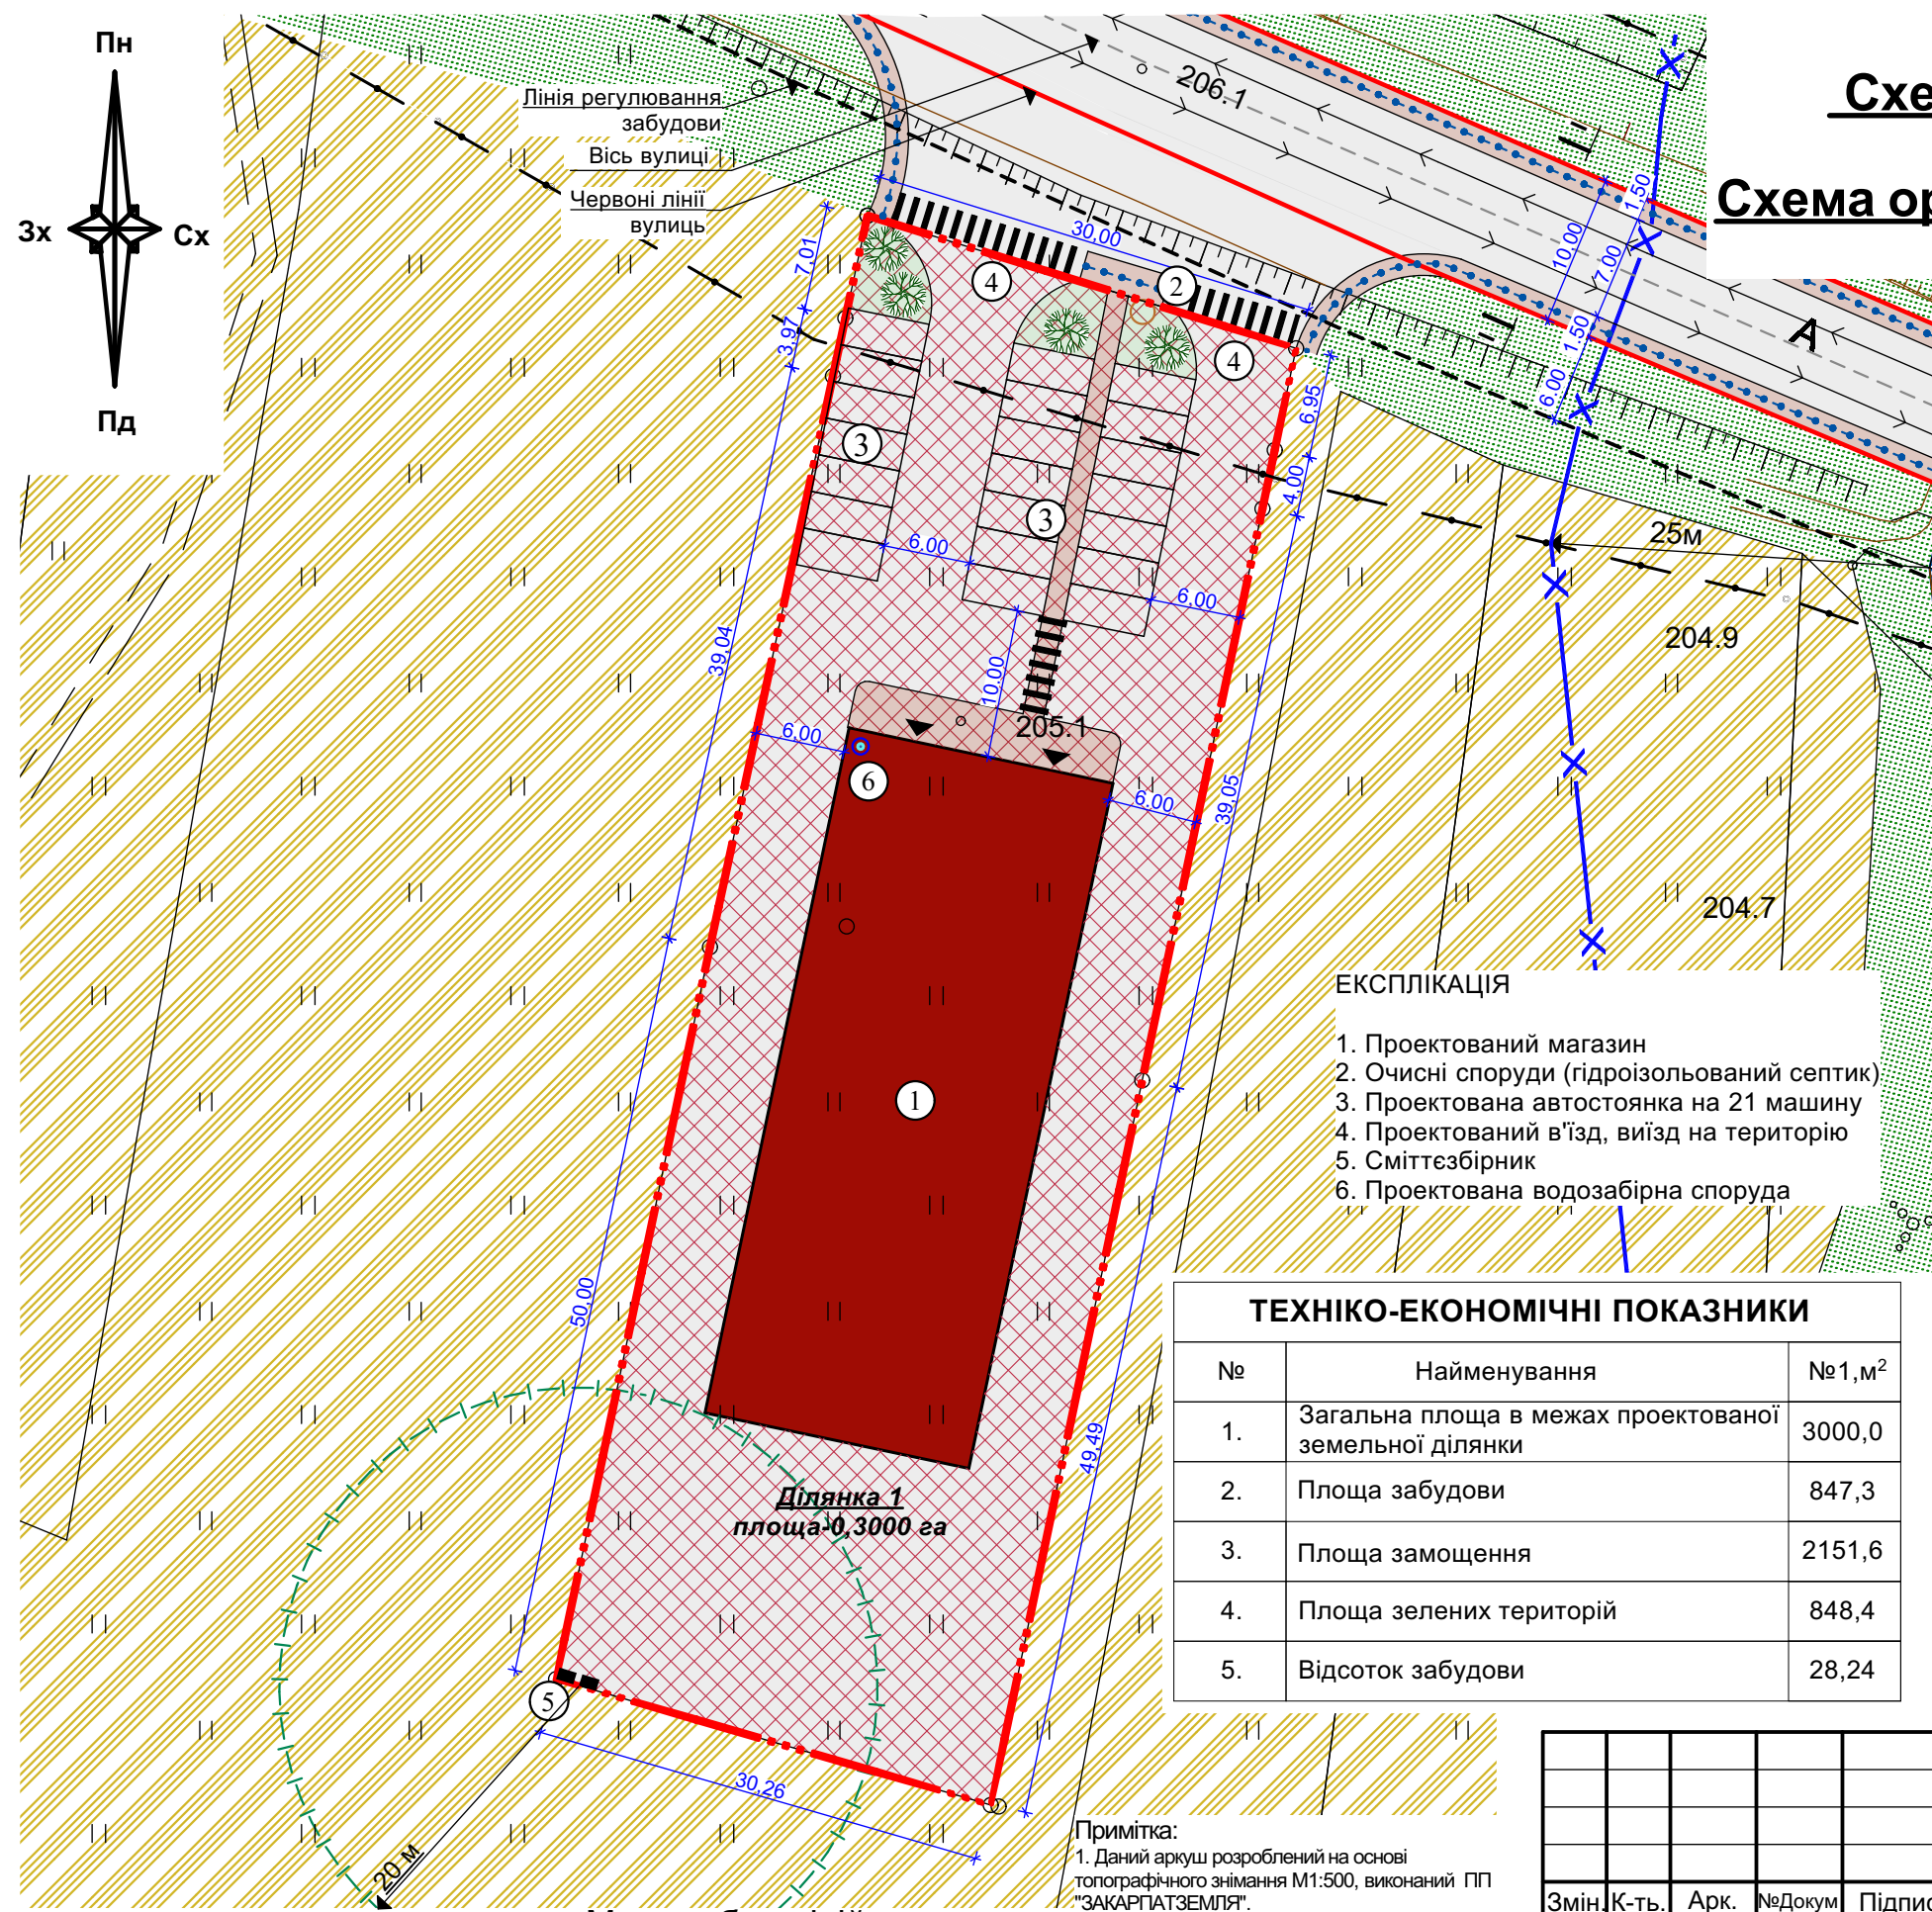 Пн
Зх
Сх
Пд
Лінія регулювання
забудови
Вісь вулиці
Червоні лінії
вулиць
206.1
Схе
Схема ор
30,00
10,00
1,50
7,00
1,50
6,00
А
7,01
3,97
4
2
4
3
3
6,95
4,00
25м
6.00
6.00
204.9
39,04
10.00
205.1
6,00
6
6.00
39,05
204.7
1
ЕКСПЛІКАЦІЯ
1. Проектований магазин
2. Очисні споруди (гідроізольований септик)
3. Проектована автостоянка на 21 машину
4. Проектований в'їзд, виїзд на територію
5. Сміттєзбірник
6. Проектована водозабірна споруда
50,00
49,49
ТЕХНІКО-ЕКОНОМІЧНІ ПОКАЗНИКИ
№ Найменування №1,м²
1. Загальна площа в межах проектованої
земельної ділянки 3000,0
2. Площа забудови 847,3
3. Площа замощення 2151,6
4. Площа зелених територій 848,4
5. Відсоток забудови 28,24
Ділянка 1
площа-0,3000 га
5
30,26
20 м
Примітка:
1. Даний аркуш розроблений на основі
топографічного знімання М1:500, виконаний ПП
"ЗАКАРПАТЗЕМЛЯ".
Змін. К-ть. Арк. №Докум Підпис